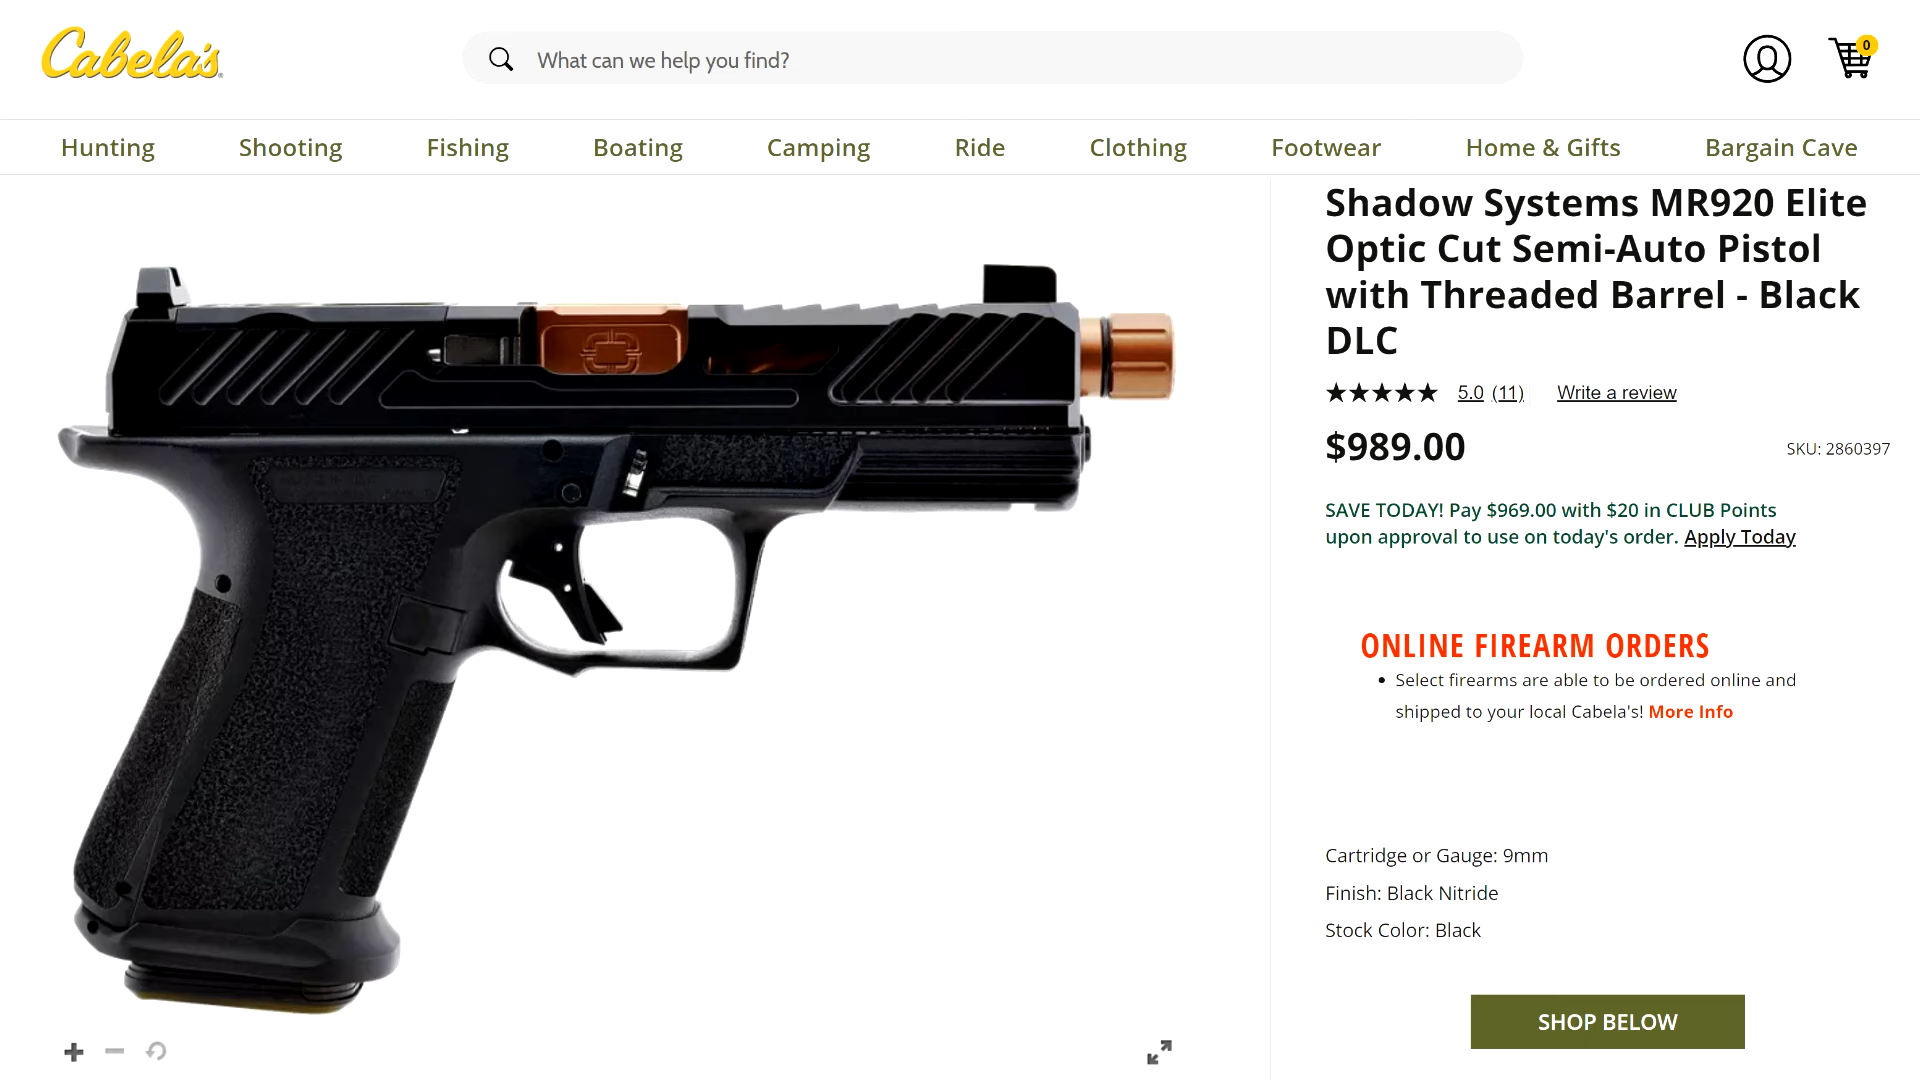 Cabela's
What can we help you find?
0
Hunting
Shooting
Fishing
Boating
Camping
Ride
Clothing
Footwear
Home & Gifts
Bargain Cave
Shadow Systems MR920 Elite
Optic Cut Semi-Auto Pistol
with Threaded Barrel - Black
DLC
5.0 (11) Write a review
$989.00
SKU: 2860397
SAVE TODAY! Pay $969.00 with $20 in CLUB Points
upon approval to use on today's order. Apply Today
ONLINE FIREARM ORDERS
• Select firearms are able to be ordered online and
shipped to your local Cabela's! More Info
Cartridge or Gauge: 9mm
Finish: Black Nitride
Stock Color: Black
SHOP BELOW